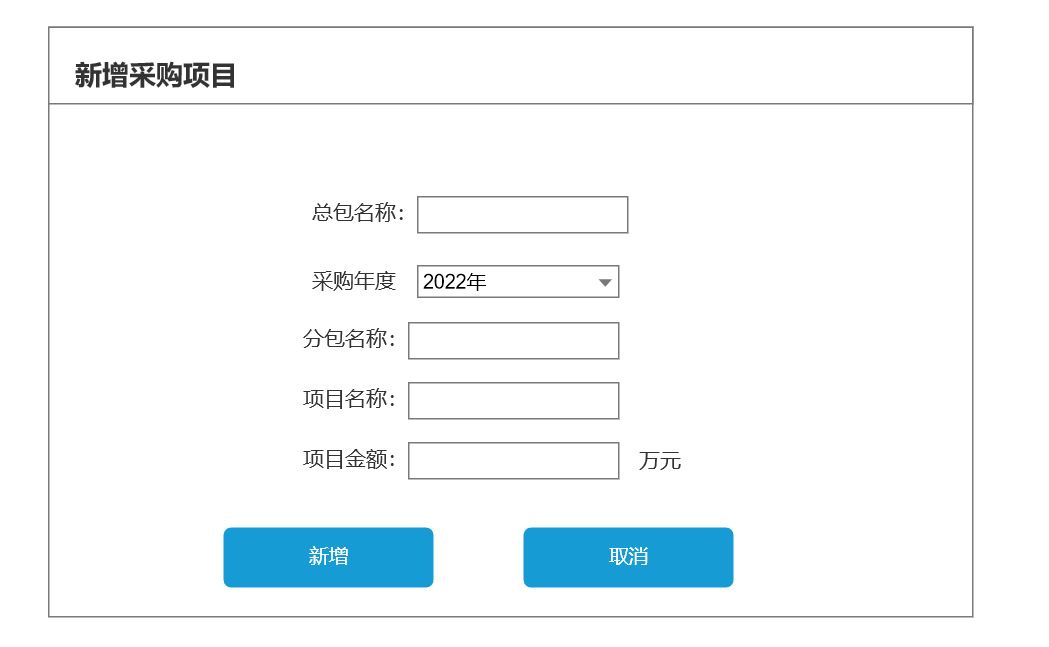 新增采购项目
总包名称：
采购年度 2022年
分包名称：
项目名称：
项目金额： 万元
新增 取消